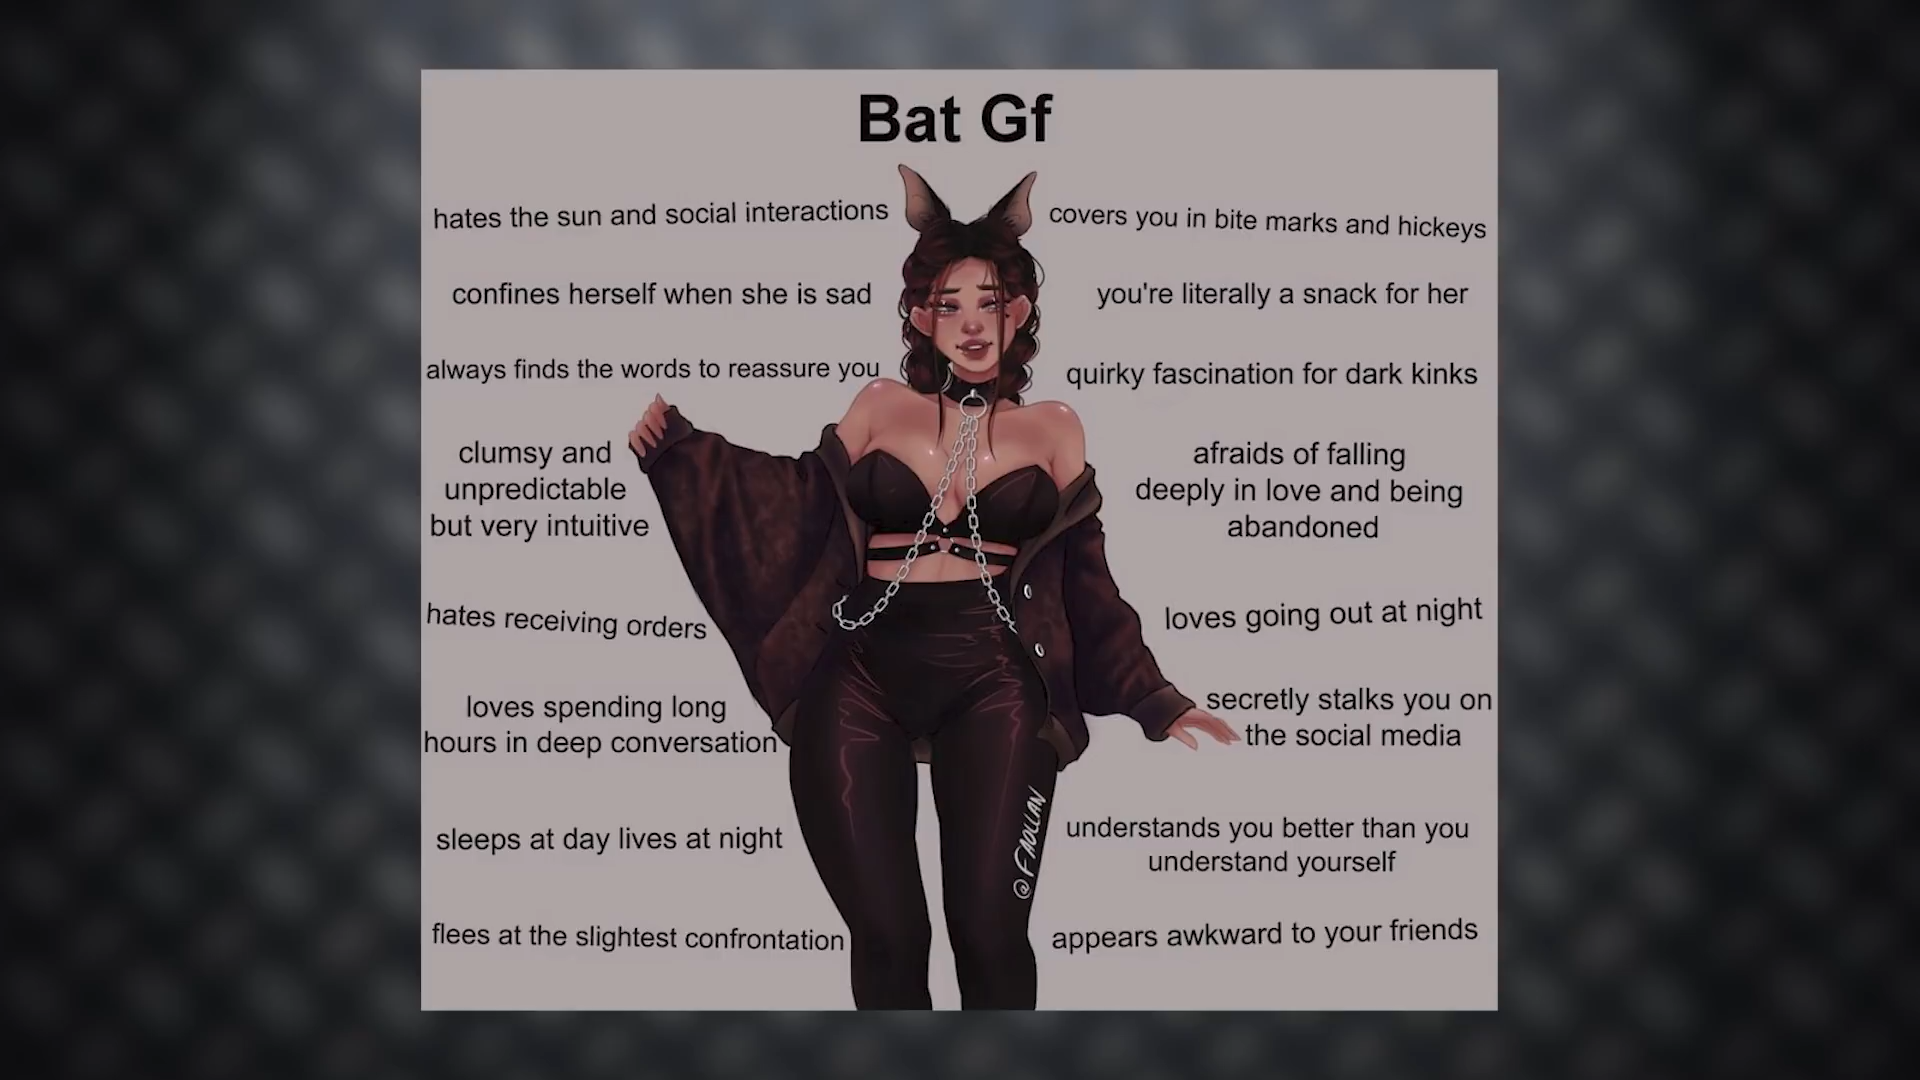 Bat Gf
hates the sun and social interactions
confines herself when she is sad
always finds the words to reassure you
clumsy and
unpredictable
but very intuitive
hates receiving orders
loves spending long
hours in deep conversation
sleeps at day lives at night
flees at the slightest confrontation
covers you in bite marks and hickeys
you're literally a snack for her
quirky fascination for dark kinks
afraids of falling
deeply in love and being
abandoned
loves going out at night
secretly stalks you on
the social media
understands you better than you
understand yourself
appears awkward to your friends
@FAOLLAN